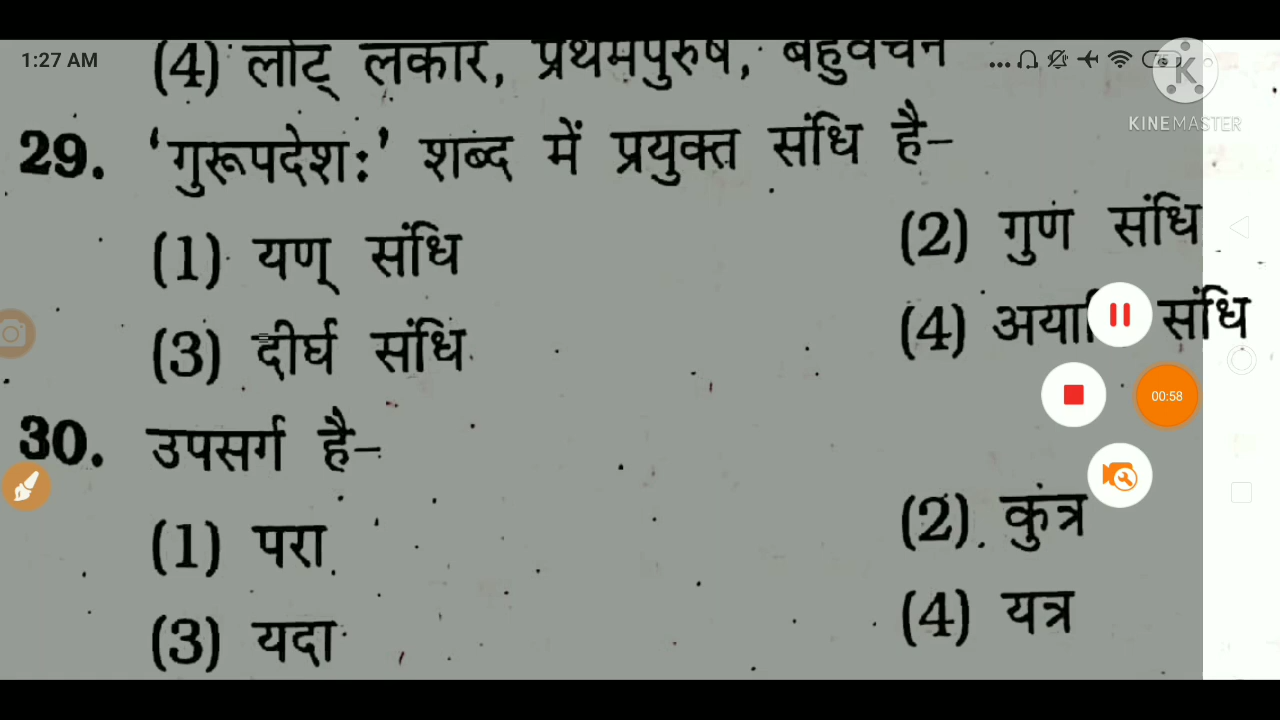 1:27 AM
(4) लोट् लकार, प्रथमपुरुष, बहुवचन
KINEMASTER
29. 'गुरूपदेशः' शब्द में प्रयुक्त संधि है–
(1) यण् संधि (2) गुण संधि
(3) दीर्घ संधि (4) संधि
00:58
30. उपसर्ग है–
(1) परा (2) कुत्र
(3) यदा (4) यत्र